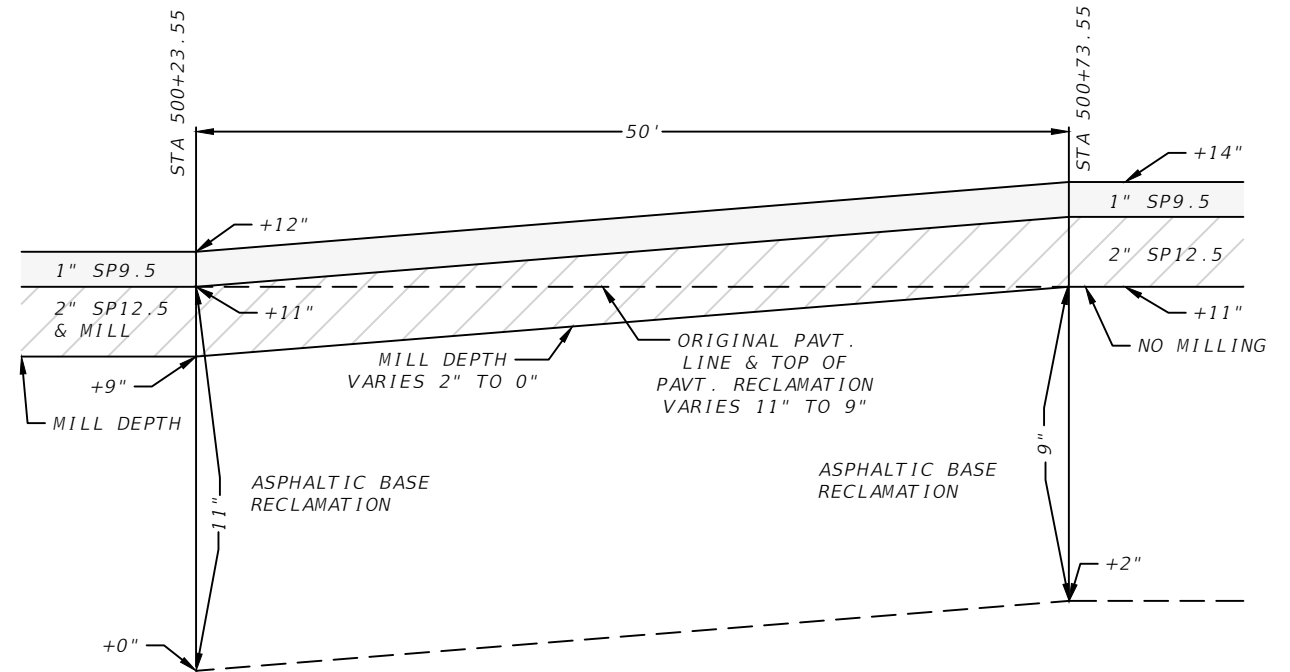 STA 500+23.55
STA 500+73.55
50'
+14"
1" SP9.5
2" SP12.5
+11"
NO MILLING
+12"
1" SP9.5
2" SP12.5
& MILL
+11"
+9"
MILL DEPTH
MILL DEPTH
VARIES 2" TO 0"
ORIGINAL PAVT.
LINE & TOP OF
PAVT. RECLAMATION
VARIES 11" TO 9"
ASPHALTIC BASE
RECLAMATION
11"
ASPHALTIC BASE
RECLAMATION
9"
+2"
+0"